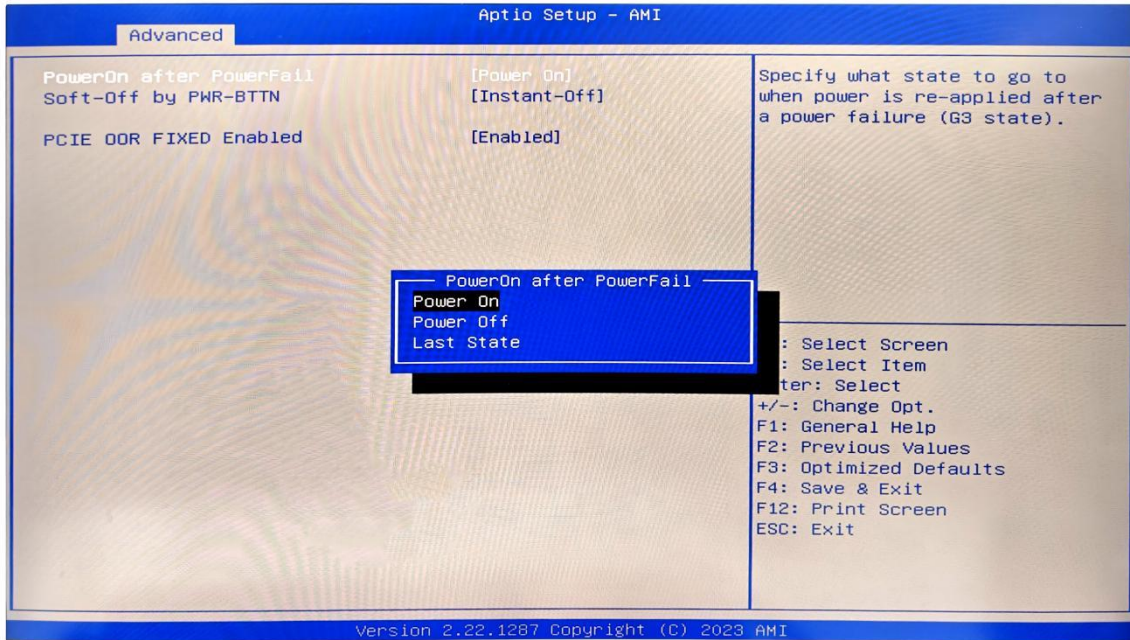 Aptio Setup – AMI
Advanced
PowerOn after PowerFail [Power On]
Soft-Off by PWR-BTTN [Instant-Off]
PCIE OOR FIXED Enabled [Enabled]
Specify what state to go to
when power is re-applied after
a power failure (G3 state).
PowerOn after PowerFail
Power On
Power Off
Last State
: Select Screen
: Select Item
ter: Select
+/-: Change Opt.
F1: General Help
F2: Previous Values
F3: Optimized Defaults
F4: Save & Exit
F12: Print Screen
ESC: Exit
Version 2.22.1287 Copyright (C) 2023 AMI